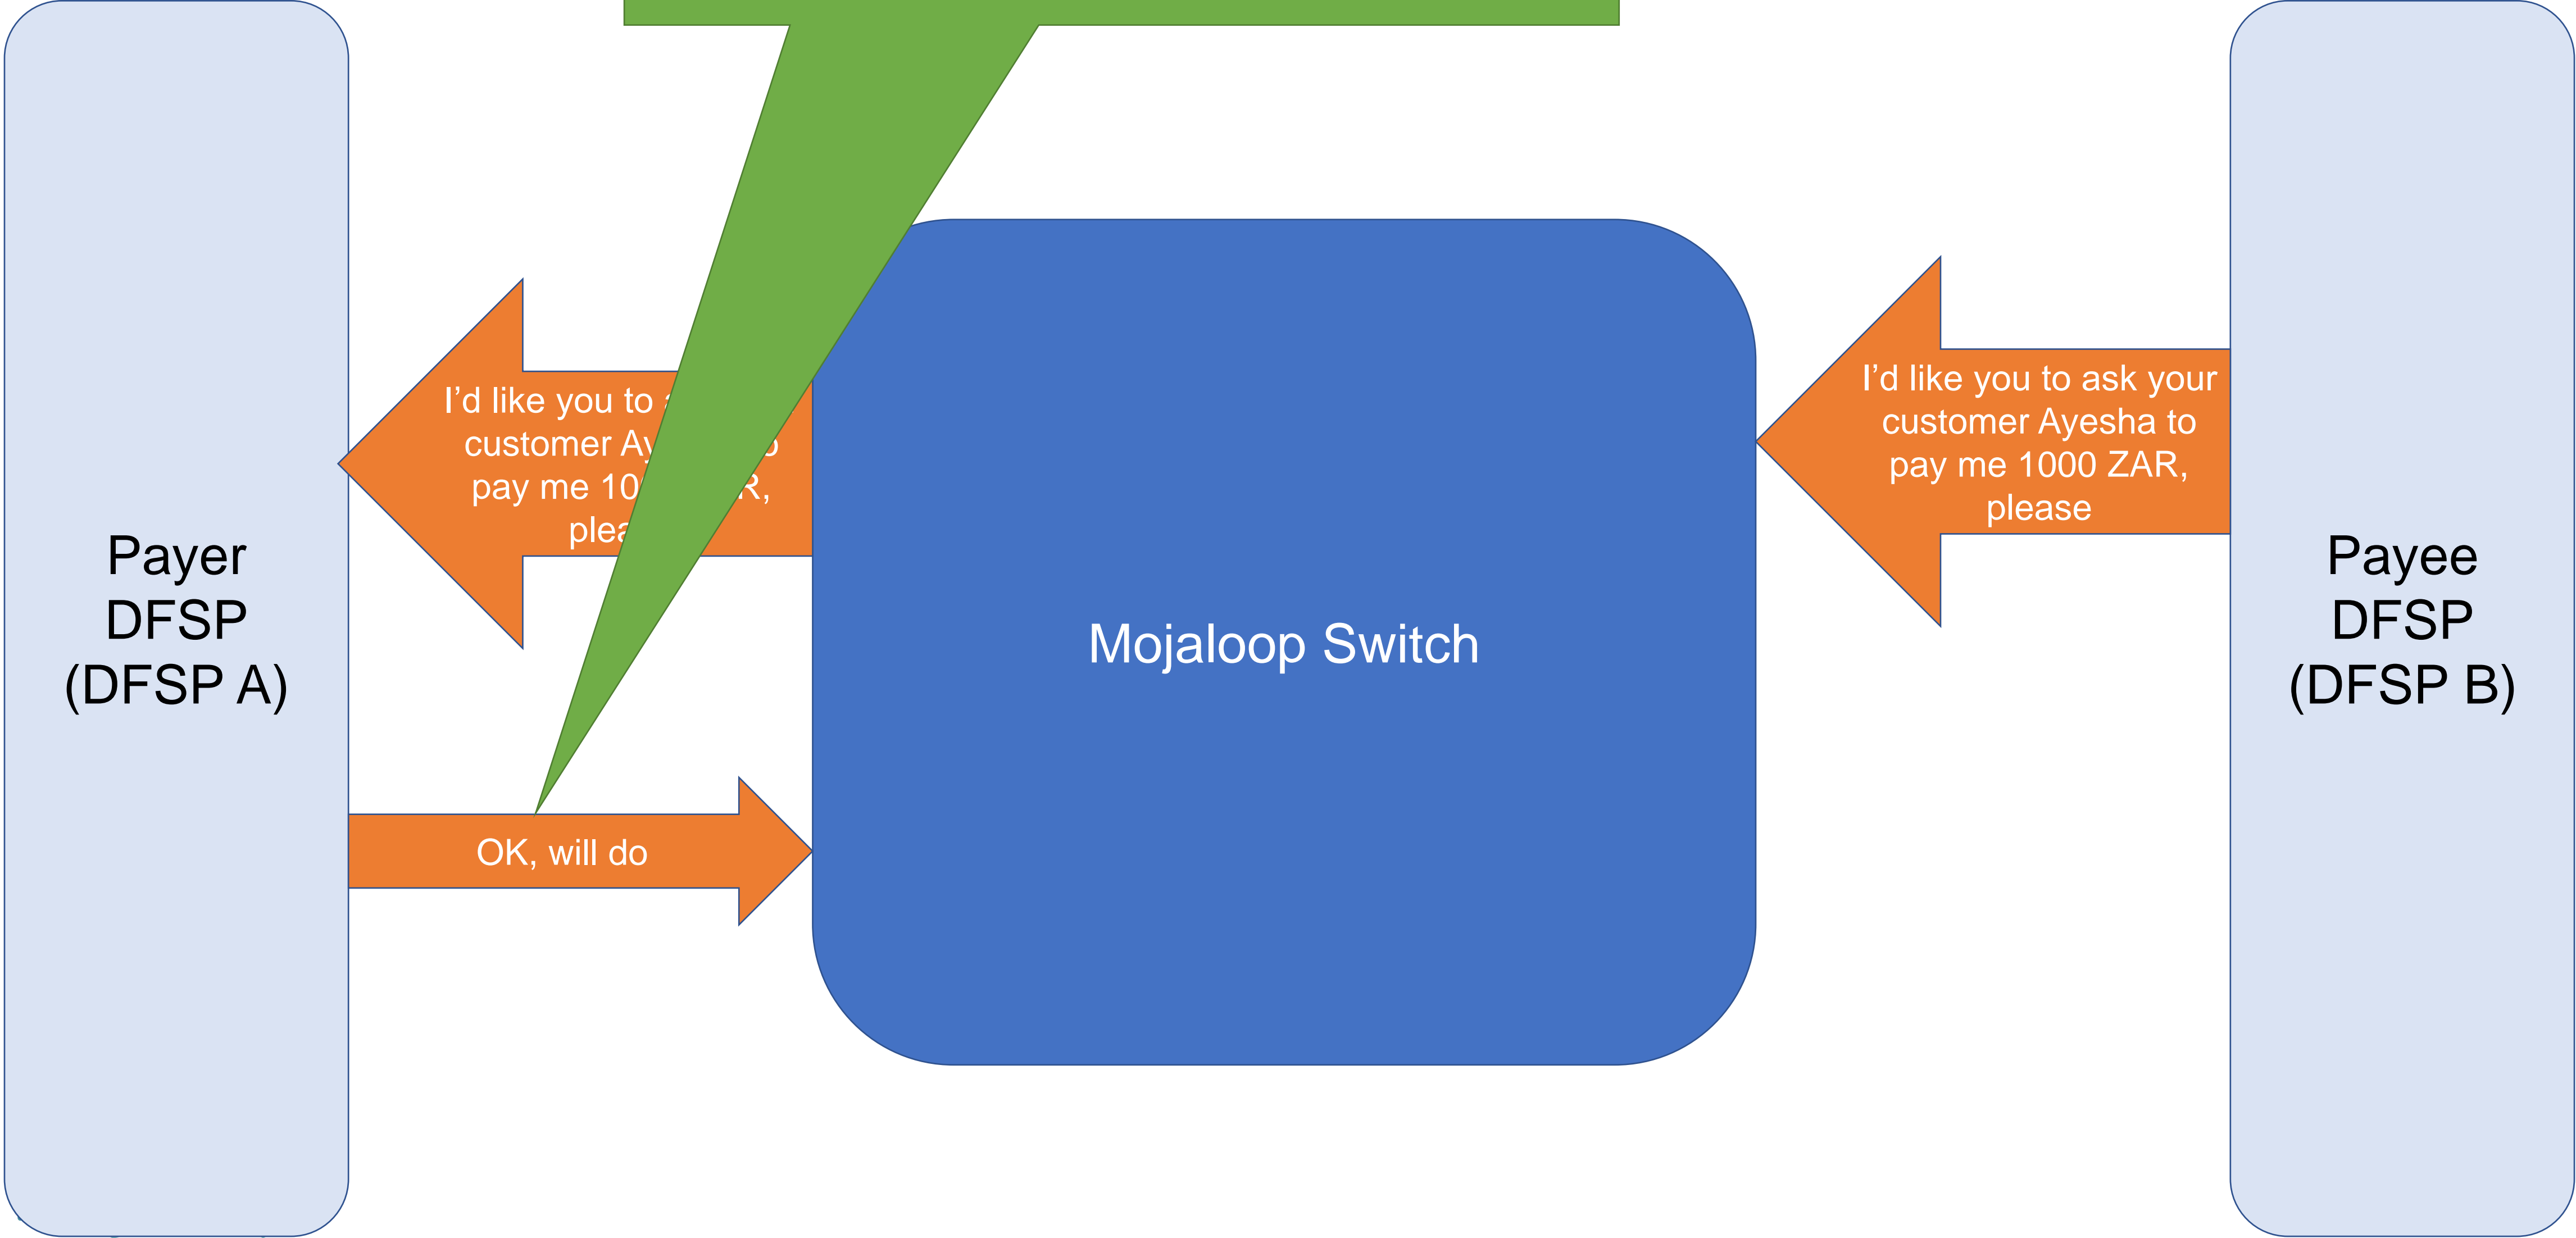 Payer
DFSP
(DFSP A)
I’d like you to
customer
pay me
OK, will do
Mojaloop Switch
I’d like you to ask your
customer Ayesha to
pay me 1000 ZAR,
please
Payee
DFSP
(DFSP B)